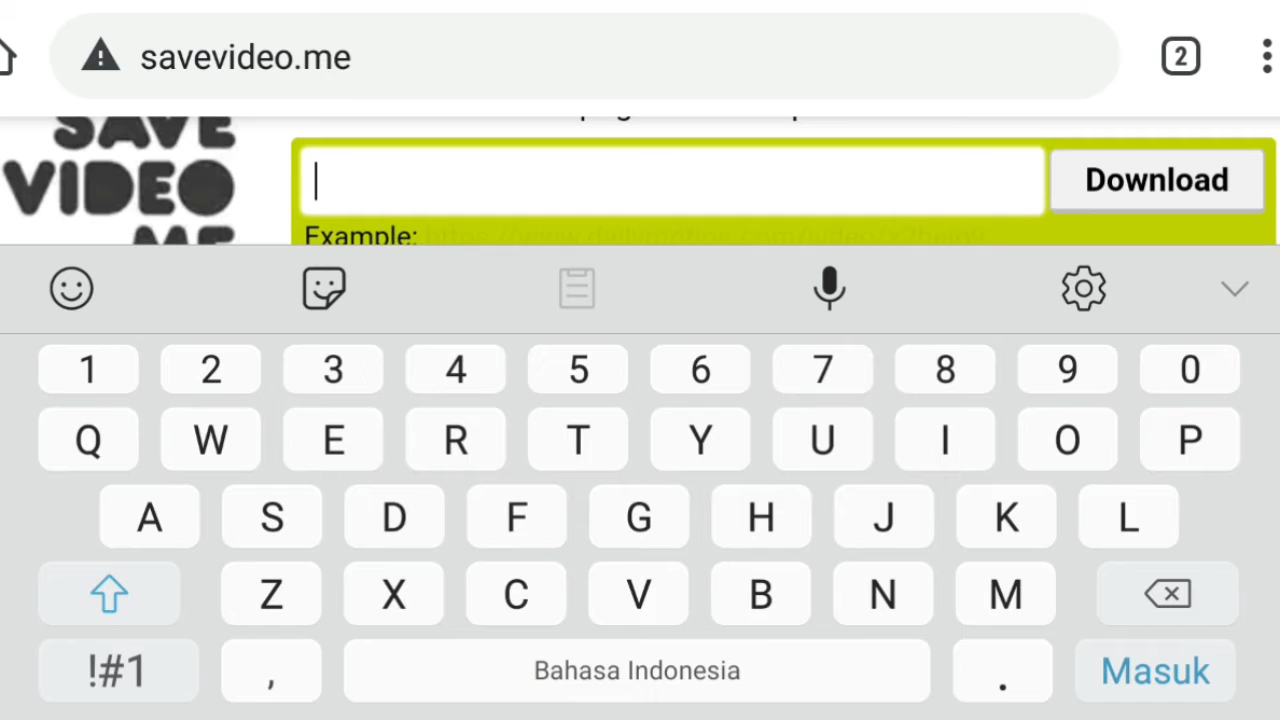 savevideo.me
2
SAVE
VIDEO
ME
Download
Example:
1 2 3 4 5 6 7 8 9 0
Q W E R T Y U I O P
A S D F G H J K L
Z X C V B N M
!#1 , Bahasa Indonesia . Masuk